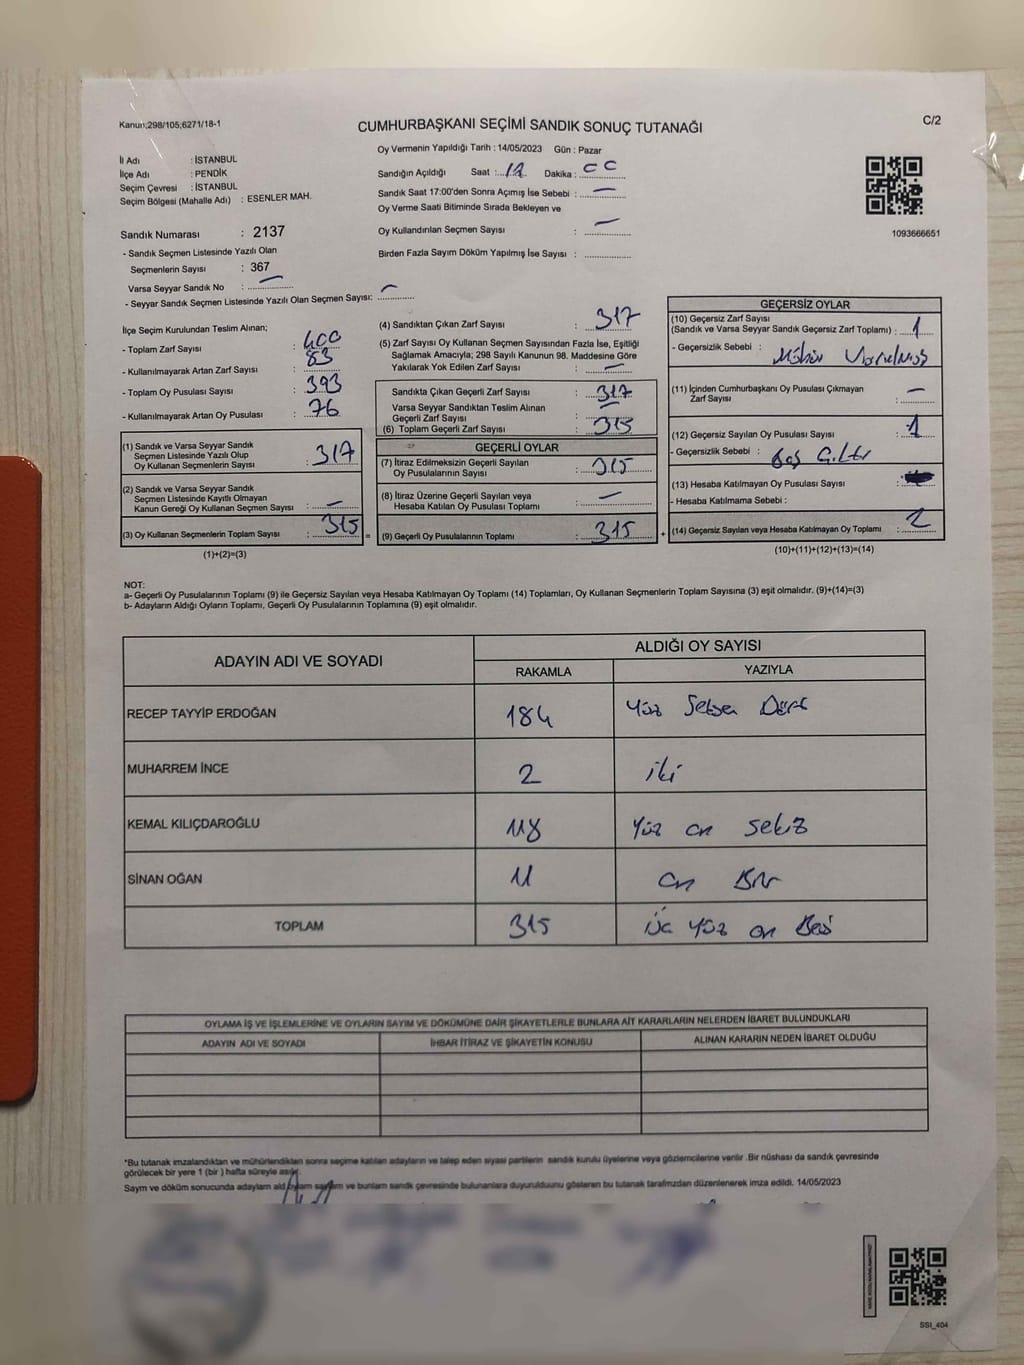 Kanun:298/105;6271/18-1
CUMHURBAŞKANI SEÇİMİ SANDIK SONUÇ TUTANAĞI
C/2
İl Adı : İSTANBUL
İlçe Adı : PENDİK
Seçim Çevresi : İSTANBUL
Seçim Bölgesi (Mahalle Adı) : ESENLER MAH.
Sandık Numarası : 2137
- Sandık Seçmen Listesinde Yazılı Olan
Seçmenlerin Sayısı : 367
Varsa Seyyar Sandık No : —
- Seyyar Sandık Seçmen Listesinde Yazılı Olan Seçmen Sayısı: —
Oy Vermenin Yapıldığı Tarih : 14/05/2023 Gün : Pazar
Sandığın Açıldığı Saat : Dakika :
Sandık Saat 17:00'den Sonra Açımış İse Sebebi : —
Oy Verme Saati Bitiminde Sırada Bekleyen ve
Oy Kullandırılan Seçmen Sayısı : —
Birden Fazla Sayım Döküm Yapılmış İse Sayısı :
1093666651
İlçe Seçim Kurulundan Teslim Alınan;
- Toplam Zarf Sayısı : 400
- Kullanılmayarak Artan Zarf Sayısı : 83
- Toplam Oy Pusulası Sayısı : 393
- Kullanılmayarak Artan Oy Pusulası : 76
(1) Sandık ve Varsa Seyyar Sandık
Seçmen Listesinde Yazılı Olup
Oy Kullanan Seçmenlerin Sayısı : 317
(2) Sandık ve Varsa Seyyar Sandık
Seçmen Listesinde Kayıtlı Olmayan
Kanun Gereği Oy Kullanan Seçmen Sayısı : —
(3) Oy Kullanan Seçmenlerin Toplam Sayısı : 315
(1)+(2)=(3)
(4) Sandıktan Çıkan Zarf Sayısı : 317
(5) Zarf Sayısı Oy Kullanan Seçmen Sayısından Fazla İse, Eşitliği
Sağlamak Amacıyla; 298 Sayılı Kanunun 98. Maddesine Göre
Yakılarak Yok Edilen Zarf Sayısı : —
Sandıkta Çıkan Geçerli Zarf Sayısı : 317
Varsa Seyyar Sandıktan Teslim Alınan
Geçerli Zarf Sayısı : —
(6) Toplam Geçerli Zarf Sayısı : 315
GEÇERLİ OYLAR
(7) İtiraz Edilmeksizin Geçerli Sayılan
Oy Pusulalarının Sayısı : 315
(8) İtiraz Üzerine Geçerli Sayılan veya
Hesaba Katılan Oy Pusulası Toplamı : —
(9) Geçerli Oy Pusulalarının Toplamı : 315
GEÇERSİZ OYLAR
(10) Geçersiz Zarf Sayısı
(Sandık ve Varsa Seyyar Sandık Geçersiz Zarf Toplamı) : 1
- Geçersizlik Sebebi : Mühür
(11) İçinden Cumhurbaşkanı Oy Pusulası Çıkmayan
Zarf Sayısı : —
(12) Geçersiz Sayılan Oy Pusulası Sayısı : 1
- Geçersizlik Sebebi : Boş
(13) Hesaba Katılmayan Oy Pusulası Sayısı :
- Hesaba Katılmama Sebebi :
(14) Geçersiz Sayılan veya Hesaba Katılmayan Oy Toplamı : 2
(10)+(11)+(12)+(13)=(14)
NOT:
a- Geçerli Oy Pusulalarının Toplamı (9) ile Geçersiz Sayılan veya Hesaba Katılmayan Oy Toplamı (14) Toplamları, Oy Kullanan Seçmenlerin Toplam Sayısına (3) eşit olmalıdır. (9)+(14)=(3)
b- Adayların Aldığı Oyların Toplamı, Geçerli Oy Pusulalarının Toplamına (9) eşit olmalıdır.
ADAYIN ADI VE SOYADI
ALDIĞI OY SAYISI
RAKAMLA YAZIYLA
RECEP TAYYİP ERDOĞAN 184 Yüz Seksen Dört
MUHARREM İNCE 2 iki
KEMAL KILIÇDAROĞLU 118 Yüz on sekiz
SİNAN OĞAN 11 on Bir
TOPLAM 315 Üç Yüz on Beş
OYLAMA İŞ VE İŞLEMLERİNE VE OYLARIN SAYIM VE DÖKÜMÜNE DAİR ŞİKAYETLERLE BUNLARA AİT KARARLARIN NELERDEN İBARET BULUNDUKLARI
ADAYIN ADI VE SOYADI İHBAR İTİRAZ VE ŞİKAYETİN KONUSU ALINAN KARARIN NEDEN İBARET OLDUĞU
*Bu tutanak imzalandıktan ve mühürlendikten sonra seçime katılan adayların ve talep eden siyasi partilerin sandık kurulu üyelerine veya gözlemcilerine verilir .Bir nüshası da sandık çevresinde
görülecek bir yere 1 (bir ) hafta süreyle asılır.
Sayım ve döküm sonucunda adayların aldığı oyların sayıların ve bunların sandık çevresinde bulunanlara duyurulduunu gösteren bu tutanak tarafımızdan düzenlenerek imza edildi. 14/05/2023
SSI_404